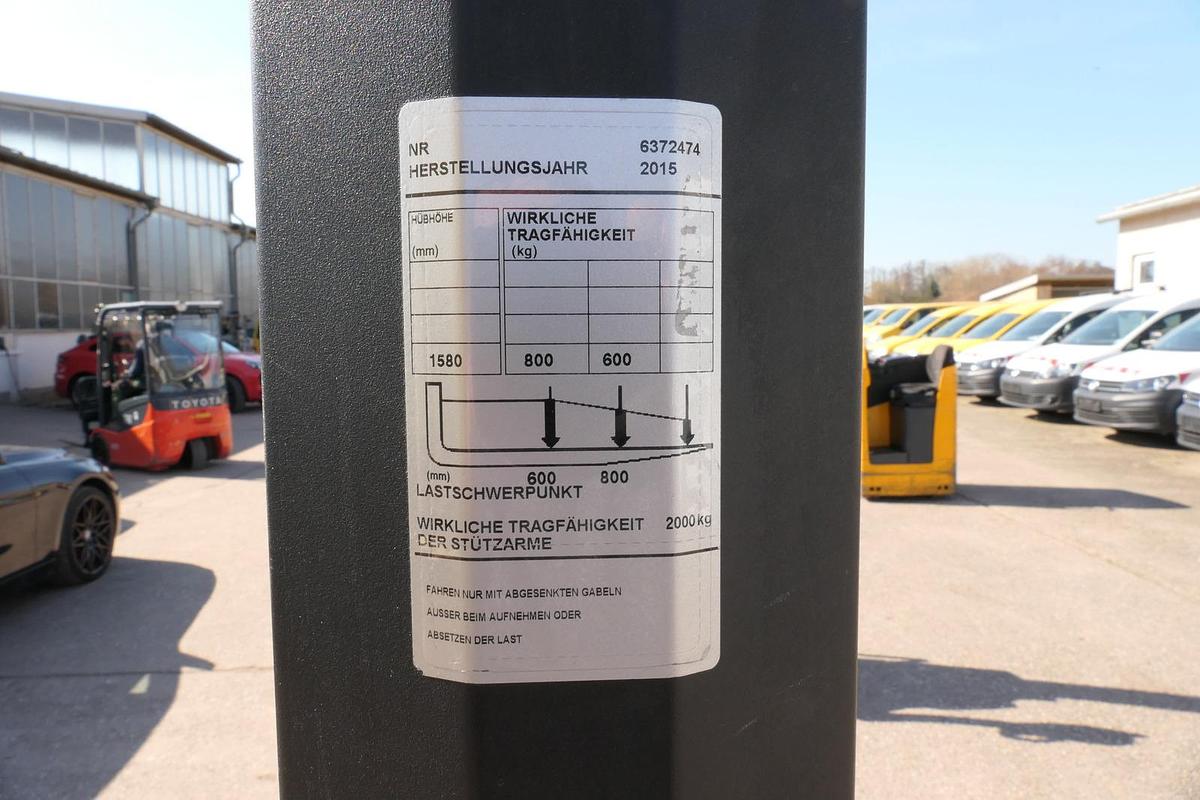 NR 6372474
HERSTELLUNGSJAHR 2015
HUBHÖHE WIRKLICHE
TRAGFÄHIGKEIT
(mm) (kg)
1580 800 600
(mm) 600 800
LASTSCHWERPUNKT
WIRKLICHE TRAGFÄHIGKEIT 2000 kg
DER STÜTZARME
FAHREN NUR MIT ABGESENKTEN GABELN
AUSSER BEIM AUFNEHMEN ODER
ABSETZEN DER LAST
TOYOTA